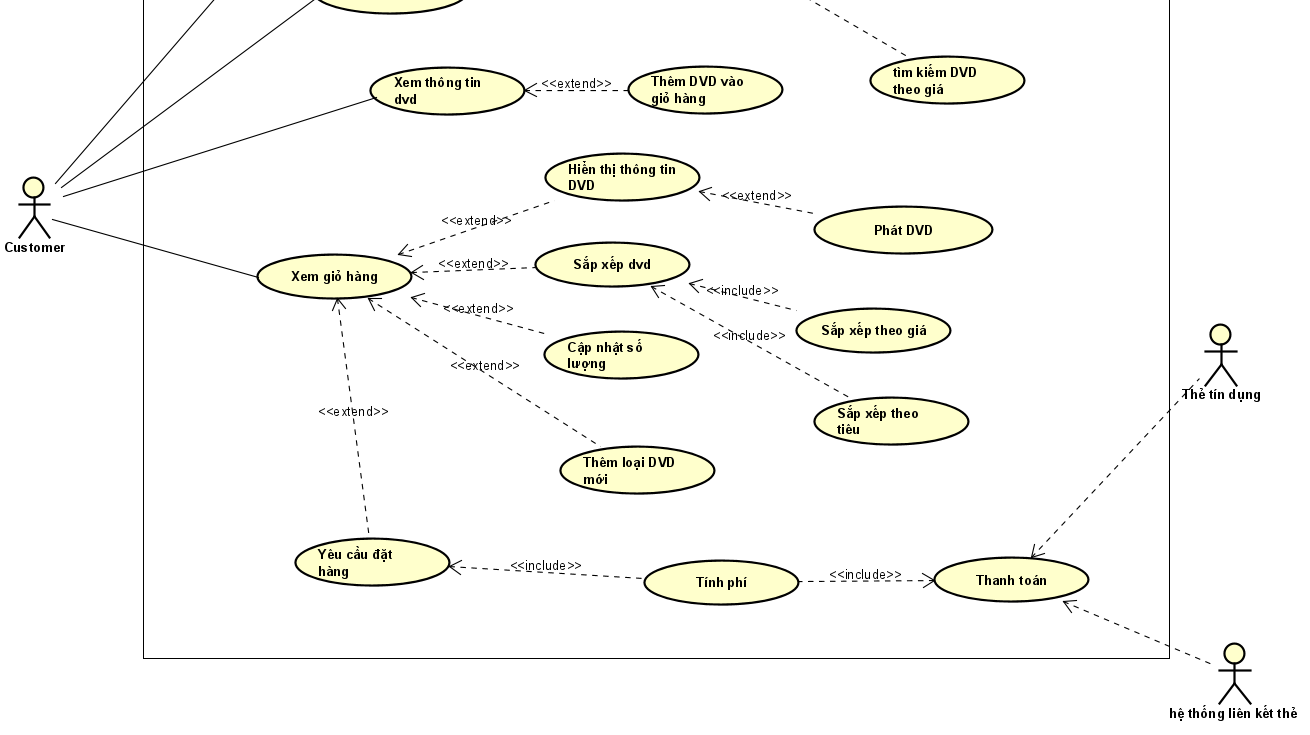 tìm kiếm DVD
theo giá
Xem thông tin
dvd
<<extend>>
Thêm DVD vào
giỏ hàng
Hiển thị thông tin
DVD
<<extend>>
Phát DVD
<<extend>>
Customer
Xem giỏ hàng
<<extend>>
Sắp xếp dvd
<<include>>
Sắp xếp theo giá
<<extend>>
<<include>>
Cập nhật số
lượng
<<extend>>
Thẻ tín dụng
<<extend>>
Sắp xếp theo
tiêu
Thêm loại DVD
mới
Yêu cầu đặt
hàng
<<include>>
Tính phí
<<include>>
Thanh toán
hệ thống liên kết thẻ